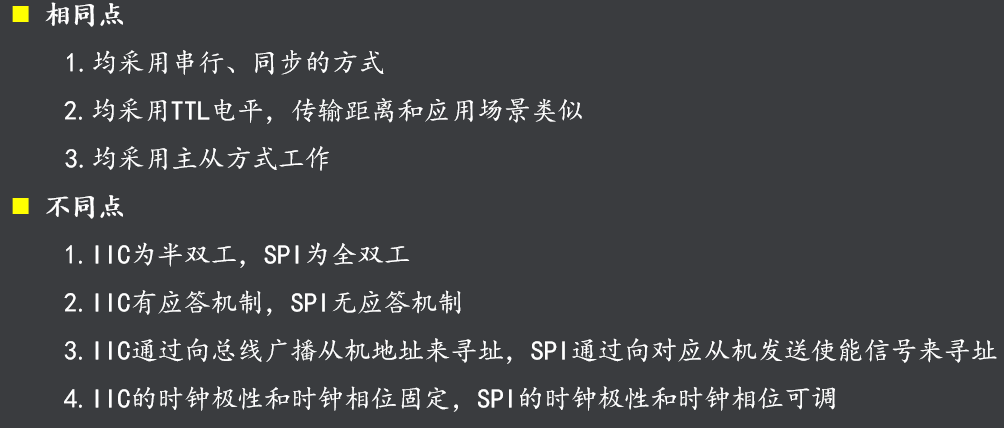 相同点
1.均采用串行、同步的方式
2.均采用TTL电平，传输距离和应用场景类似
3.均采用主从方式工作
不同点
1.IIC为半双工，SPI为全双工
2.IIC有应答机制，SPI无应答机制
3.IIC通过向总线广播从机地址来寻址，SPI通过向对应从机发送使能信号来寻址
4.IIC的时钟极性和时钟相位固定，SPI的时钟极性和时钟相位可调